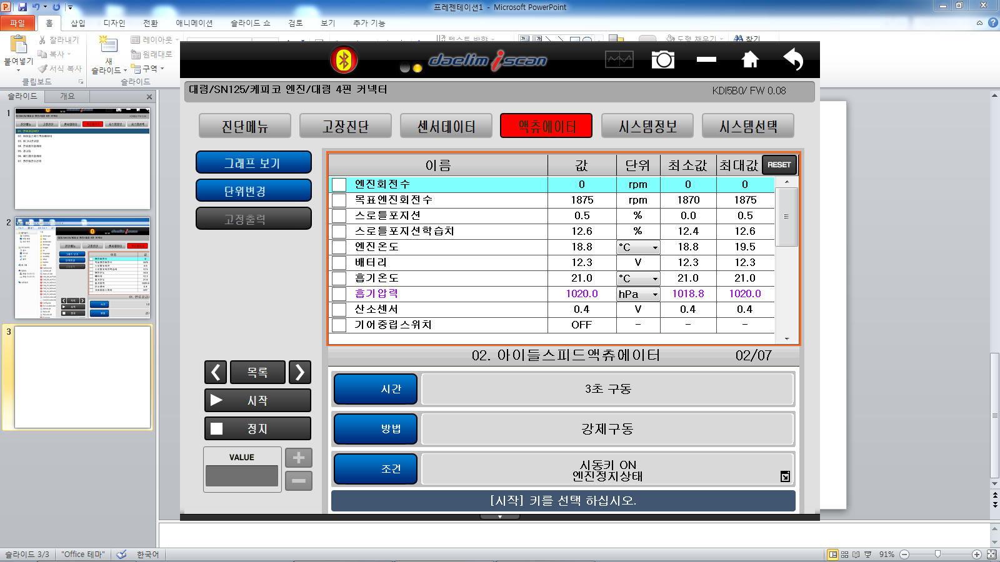 프레젠테이션1 - Microsoft PowerPoint
파일 홈 삽입 디자인 전환 애니메이션 슬라이드 쇼 검토 보기 추가 기능
붙여넣기
잘라내기
복사
서식 복사
클립보드
새
슬라이드
레이아웃
원래대로
구역
슬라이드
텍스트 방향
도형 채우기
찾기
슬라이드 개요
1
2
3
daelim iscan
대림/SN125/케피코 엔진/대림 4핀 커넥터
KDI5B0/ FW 0.08
진단메뉴 고장진단 센서데이터 액츄에이터 시스템정보 시스템선택
그래프 보기
단위변경
고정출력
이름 값 단위 최소값 최대값 RESET
엔진회전수 0 rpm 0 0
목표엔진회전수 1875 rpm 1870 1875
스로틀포지션 0.5 % 0.0 0.5
스로틀포지션학습치 12.6 % 12.4 12.6
엔진온도 18.8 °C 18.8 19.5
배터리 12.3 V 12.3 12.3
흡기온도 21.0 °C 21.0 21.0
흡기압력 1020.0 hPa 1018.8 1020.0
산소센서 0.4 V 0.4 0.4
기어중립스위치 OFF - - -
02. 아이들스피드액츄에이터 02/07
목록
시작
정지
VALUE
시간 3초 구동
방법 강제구동
조건 시동키 ON
엔진정지상태
[시작] 키를 선택 하십시오.
슬라이드 3/3 "Office 테마" 한국어 91%